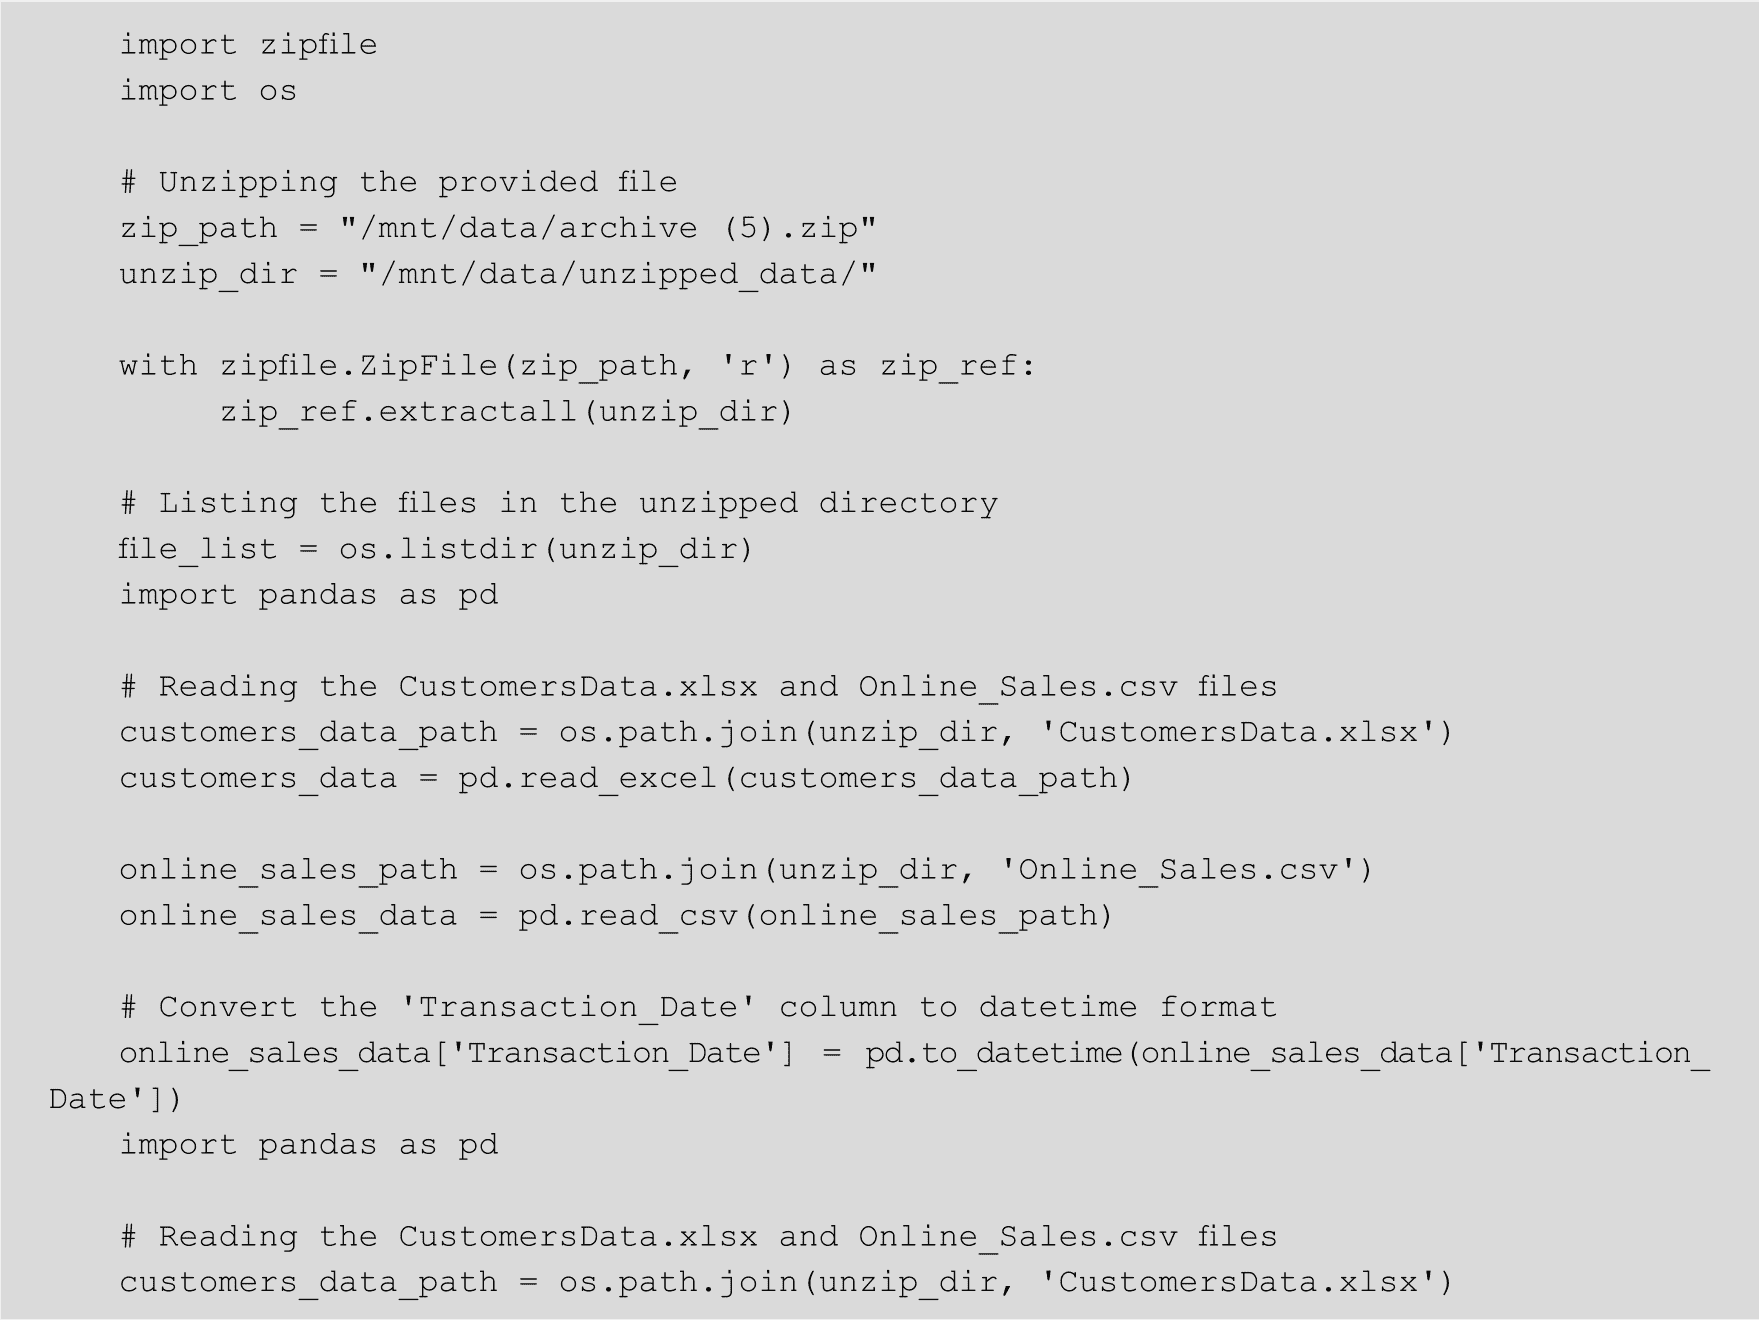 import zipfile
import os
# Unzipping the provided file
zip_path = "/mnt/data/archive (5).zip"
unzip_dir = "/mnt/data/unzipped_data/"
with zipfile.ZipFile(zip_path, 'r') as zip_ref:
zip_ref.extractall(unzip_dir)
# Listing the files in the unzipped directory
file_list = os.listdir(unzip_dir)
import pandas as pd
# Reading the CustomersData.xlsx and Online_Sales.csv files
customers_data_path = os.path.join(unzip_dir, 'CustomersData.xlsx')
customers_data = pd.read_excel(customers_data_path)
online_sales_path = os.path.join(unzip_dir, 'Online_Sales.csv')
online_sales_data = pd.read_csv(online_sales_path)
# Convert the 'Transaction_Date' column to datetime format
online_sales_data['Transaction_Date'] = pd.to_datetime(online_sales_data['Transaction_
Date'])
import pandas as pd
# Reading the CustomersData.xlsx and Online_Sales.csv files
customers_data_path = os.path.join(unzip_dir, 'CustomersData.xlsx')